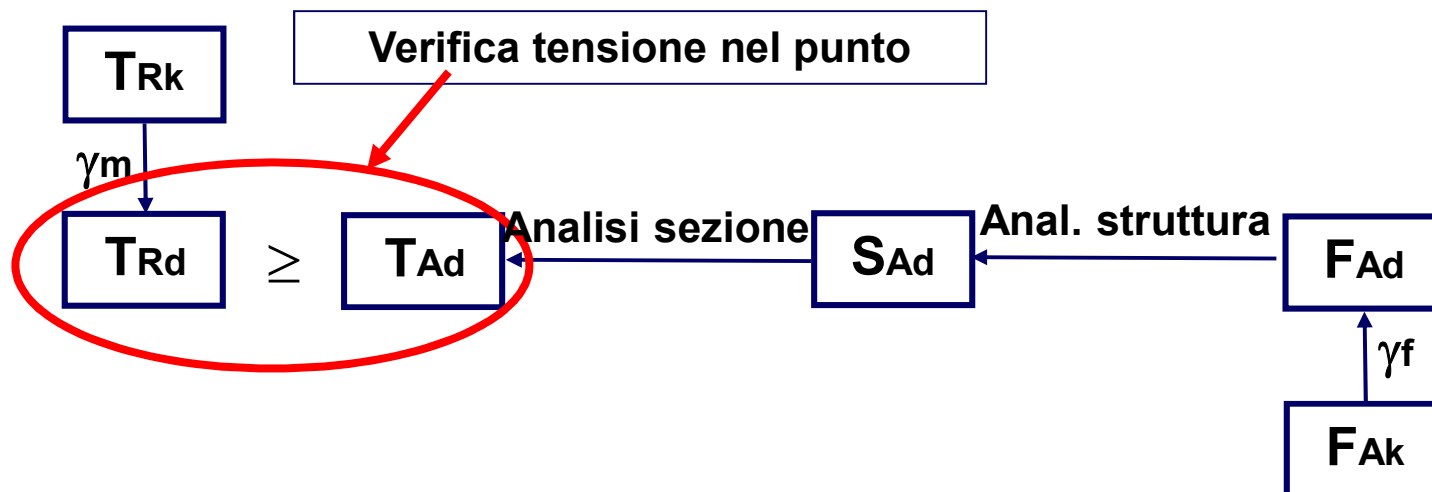 Verifica tensione nel punto
TRk
γm
TRd ≥ TAd
Analisi sezione
SAd
Anal. struttura
FAd
γf
FAk